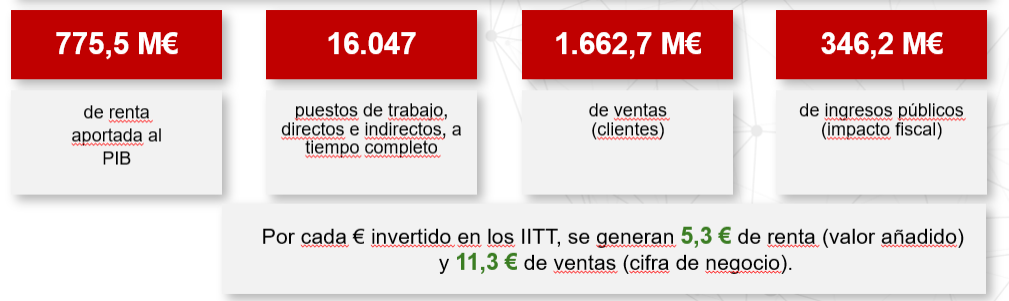 775,5 M€
16.047
1.662,7 M€
346,2 M€
de renta
aportada al
PIB
puestos de trabajo,
directos e indirectos, a
tiempo completo
de ventas
(clientes)
de ingresos públicos
(impacto fiscal)
Por cada € invertido en los IITT, se generan 5,3 € de renta (valor añadido)
y 11,3 € de ventas (cifra de negocio).